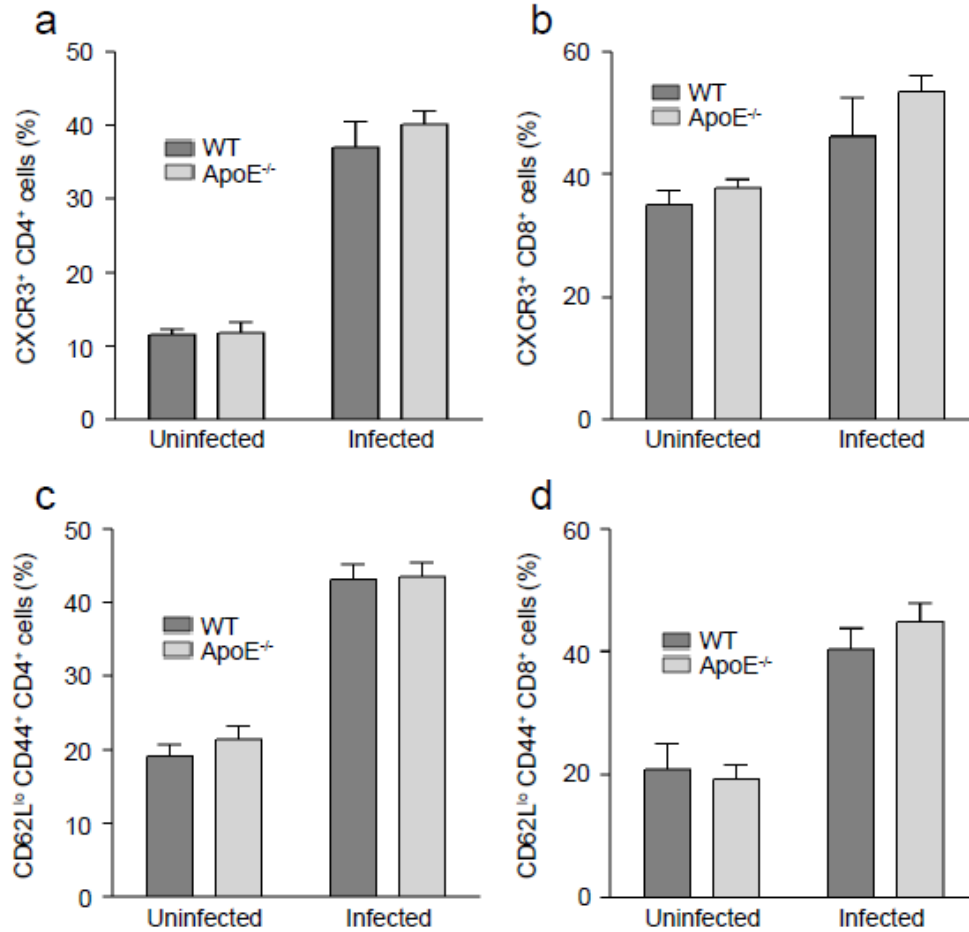 a
CXCR3⁺ CD4⁺ cells (%)
50
40
30
20
10
0
WT
ApoE⁻/⁻
Uninfected
Infected
b
CXCR3⁺ CD8⁺ cells (%)
60
40
20
0
WT
ApoE⁻/⁻
Uninfected
Infected
c
CD62Lˡᵒ CD44⁺ CD4⁺ cells (%)
50
40
30
20
10
0
WT
ApoE⁻/⁻
Uninfected
Infected
d
CD62Lˡᵒ CD44⁺ CD8⁺ cells (%)
60
40
20
0
WT
ApoE⁻/⁻
Uninfected
Infected